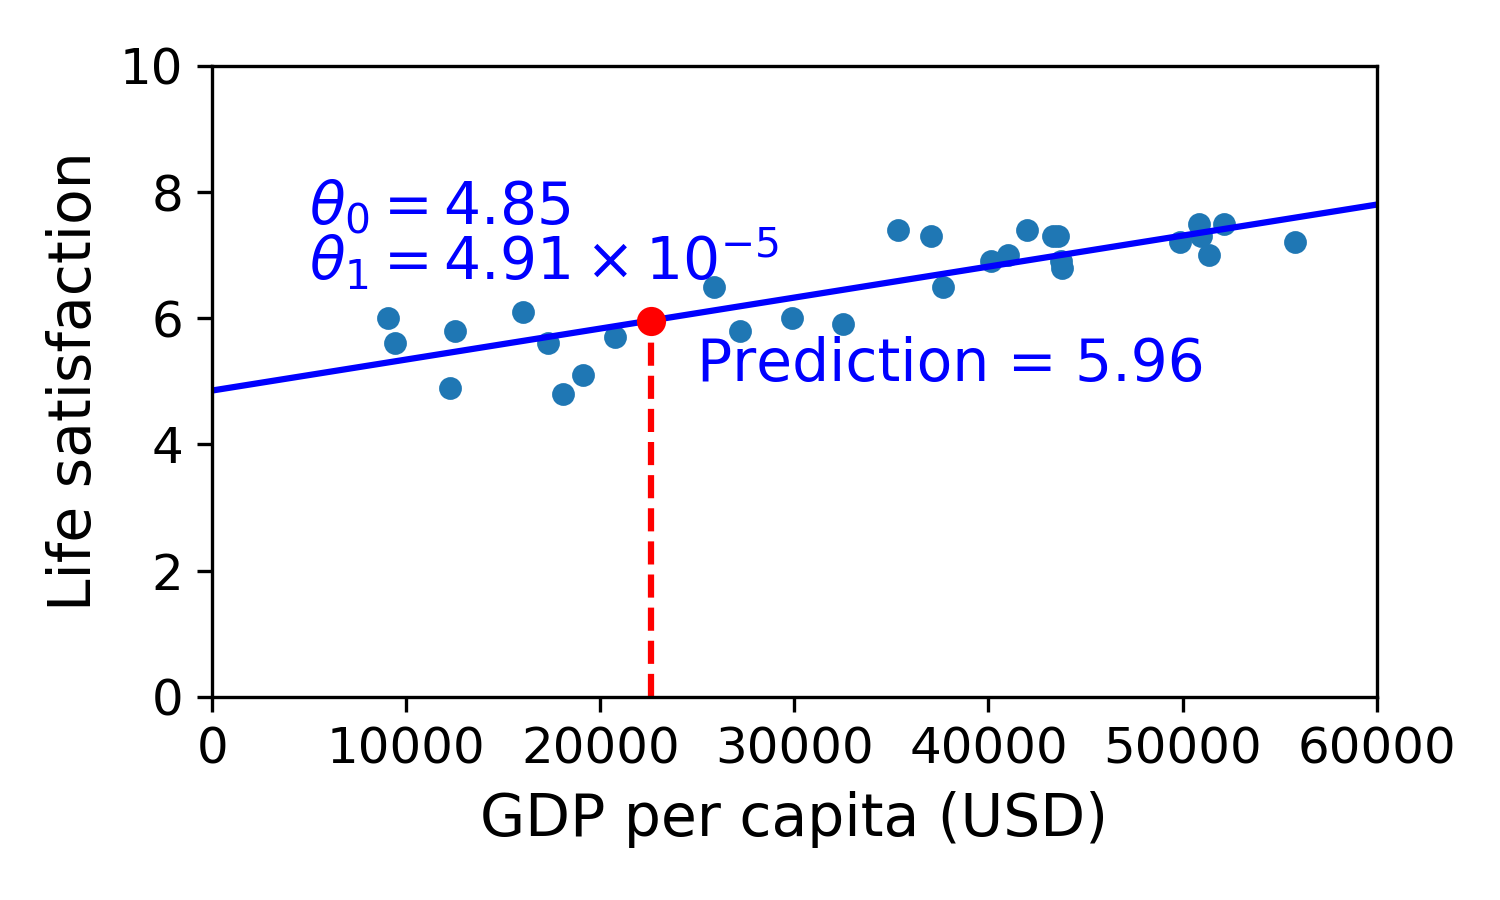 10
8
6
4
2
0
Life satisfaction
θ₀ = 4.85
θ₁ = 4.91 × 10⁻⁵
Prediction = 5.96
0 10000 20000 30000 40000 50000 60000
GDP per capita (USD)